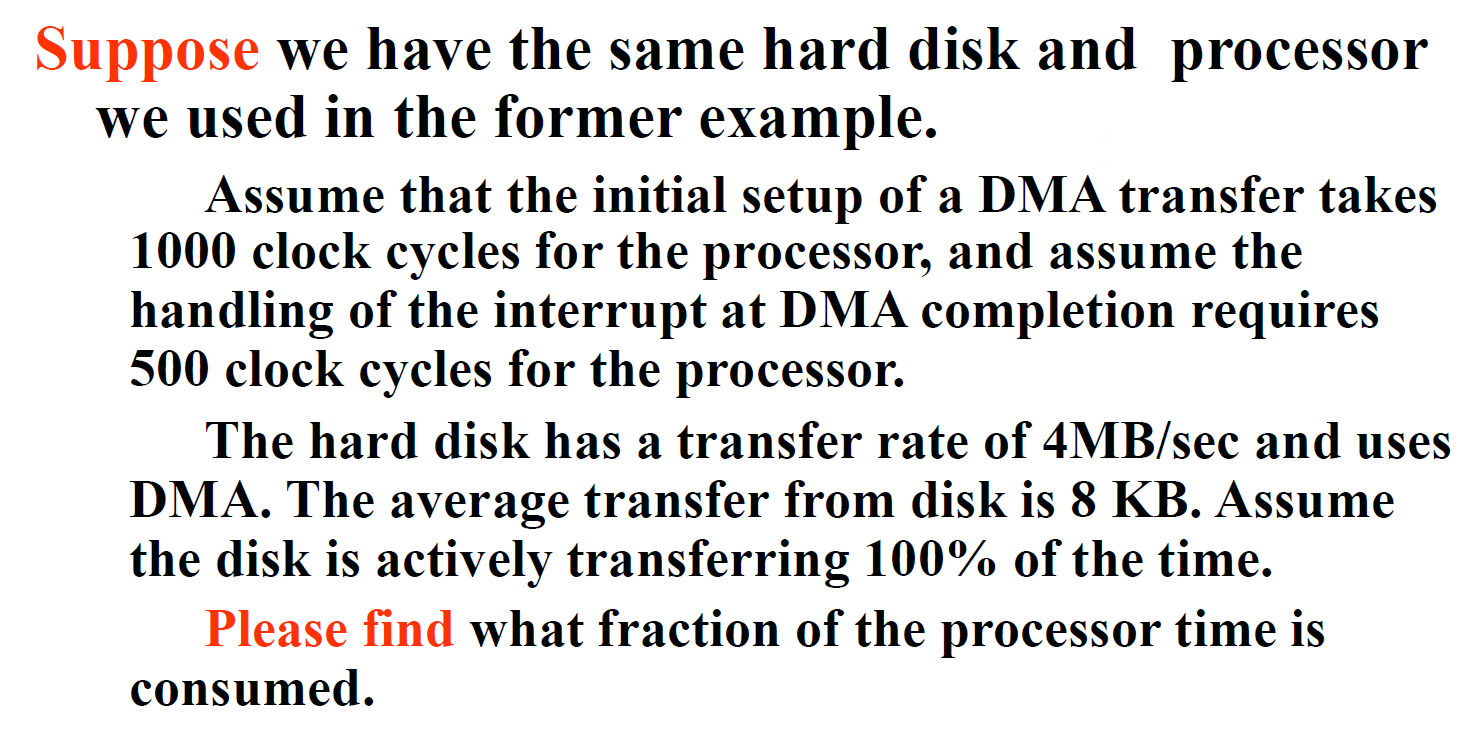 Suppose we have the same hard disk and processor
we used in the former example.
Assume that the initial setup of a DMA transfer takes
1000 clock cycles for the processor, and assume the
handling of the interrupt at DMA completion requires
500 clock cycles for the processor.
The hard disk has a transfer rate of 4MB/sec and uses
DMA. The average transfer from disk is 8 KB. Assume
the disk is actively transferring 100% of the time.
Please find what fraction of the processor time is
consumed.